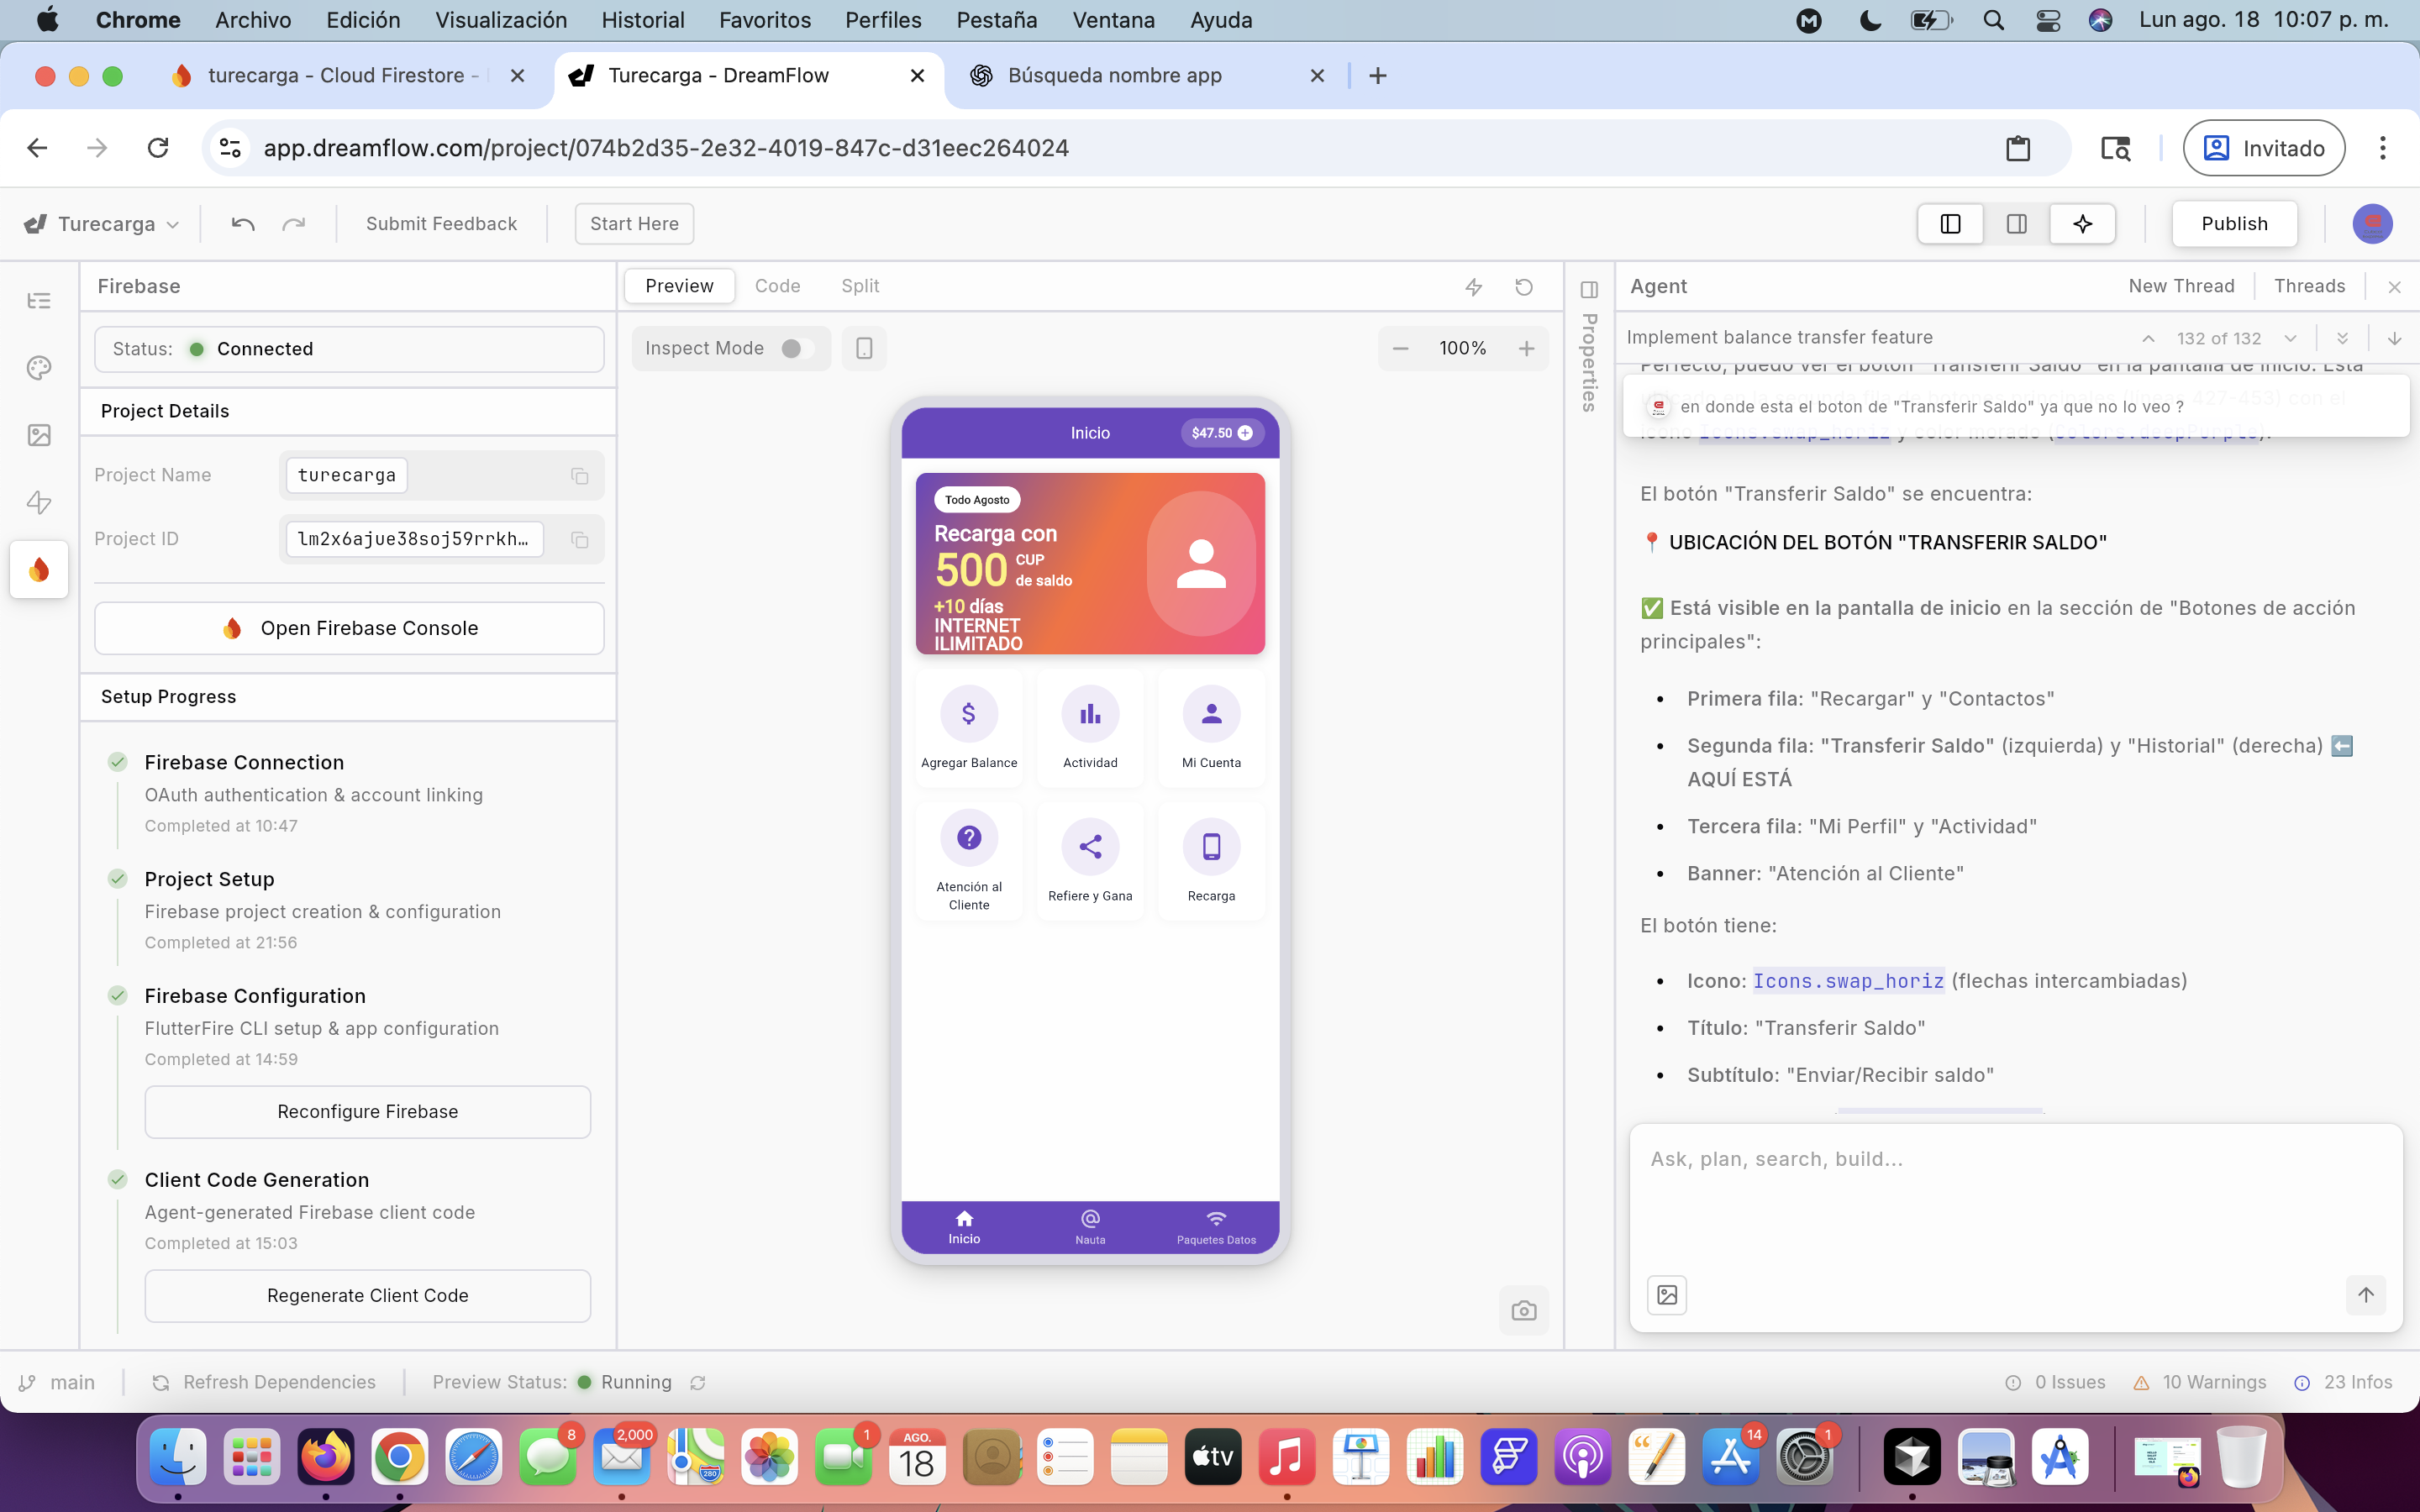 Chrome Archivo Edición Visualización Historial Favoritos Perfiles Pestaña Ventana Ayuda
Lun ago. 18 10:07 p. m.
turecarga - Cloud Firestore -
Turecarga - DreamFlow
Búsqueda nombre app
app.dreamflow.com/project/074b2d35-2e32-4019-847c-d31eec264024
Invitado
Turecarga
Submit Feedback
Start Here
Publish
Firebase
Status: Connected
Project Details
Project Name
turecarga
Project ID
lm2x6ajue38soj59rrkh...
Open Firebase Console
Setup Progress
Firebase Connection
OAuth authentication & account linking
Completed at 10:47
Project Setup
Firebase project creation & configuration
Completed at 21:56
Firebase Configuration
FlutterFire CLI setup & app configuration
Completed at 14:59
Reconfigure Firebase
Client Code Generation
Agent-generated Firebase client code
Completed at 15:03
Regenerate Client Code
Preview Code Split
Inspect Mode
100%
Inicio
$47.50
Todo Agosto
Recarga con
500 CUP
de saldo
+10 días
INTERNET
ILIMITADO
Agregar Balance
Actividad
Mi Cuenta
Atención al
Cliente
Refiere y Gana
Recarga
Inicio
Nauta
Paquetes Datos
Properties
Agent
New Thread
Threads
Implement balance transfer feature
132 of 132
Perfecto, puedo ver el botón "Transferir Saldo" en la pantalla de inicio. Está
en donde esta el boton de "Transferir Saldo" ya que no lo veo ?
icono Icons.swap_horiz y color morado (Colors.deepPurple).
El botón "Transferir Saldo" se encuentra:
📍 UBICACIÓN DEL BOTÓN "TRANSFERIR SALDO"
✅ Está visible en la pantalla de inicio en la sección de "Botones de acción
principales":
• Primera fila: "Recargar" y "Contactos"
• Segunda fila: "Transferir Saldo" (izquierda) y "Historial" (derecha) ⬅️
AQUÍ ESTÁ
• Tercera fila: "Mi Perfil" y "Actividad"
• Banner: "Atención al Cliente"
El botón tiene:
• Icono: Icons.swap_horiz (flechas intercambiadas)
• Título: "Transferir Saldo"
• Subtítulo: "Enviar/Recibir saldo"
Ask, plan, search, build...
main
Refresh Dependencies
Preview Status: Running
0 Issues
10 Warnings
23 Infos
8
2,000
1
AGO.
18
tv
14
1
280